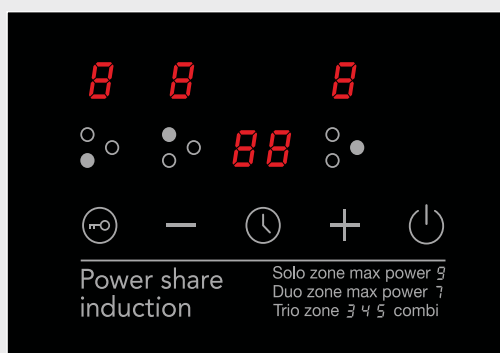 8 8 8
88
Power share
induction
Solo zone max power 9
Duo zone max power 7
Trio zone 3 4 5 combi